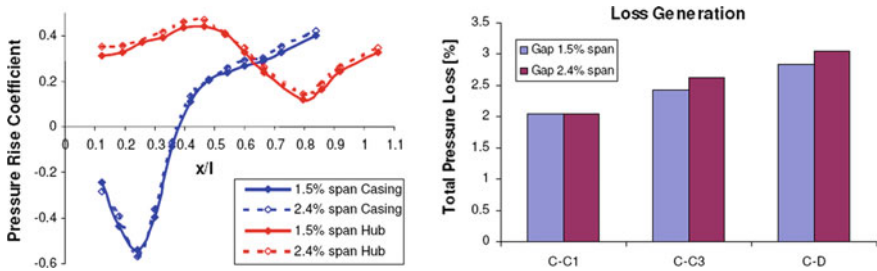 Pressure Rise Coefficient
0.4
0.2
0
-0.2
-0.4
-0.6
0 0.1 0.2 0.3 0.4 0.5 0.6 0.7 0.8 0.9 1 1.1
x/l
1.5% span Casing
2.4% span Casing
1.5% span Hub
2.4% span Hub
Loss Generation
Total Pressure Loss [%]
3.5
3
2.5
2
1.5
1
0.5
0
Gap 1.5% span
Gap 2.4% span
C-C1 C-C3 C-D